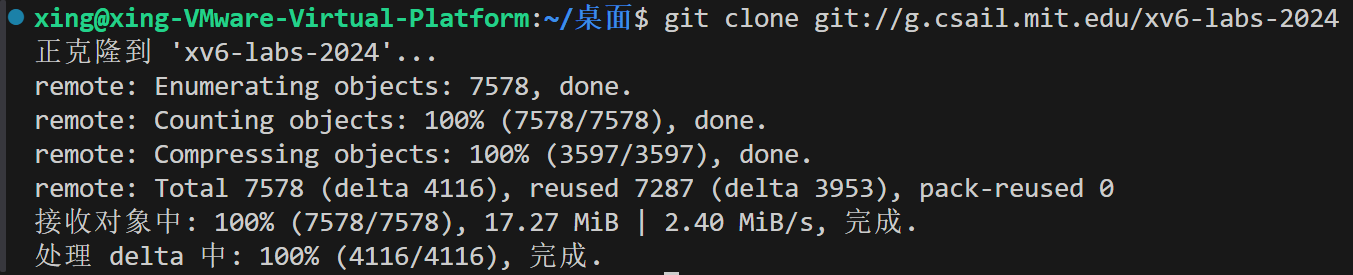 xing@xing-VMware-Virtual-Platform:~/桌面$ git clone git://g.csail.mit.edu/xv6-labs-2024
正克隆到 'xv6-labs-2024'...
remote: Enumerating objects: 7578, done.
remote: Counting objects: 100% (7578/7578), done.
remote: Compressing objects: 100% (3597/3597), done.
remote: Total 7578 (delta 4116), reused 7287 (delta 3953), pack-reused 0
接收对象中: 100% (7578/7578), 17.27 MiB | 2.40 MiB/s, 完成.
处理 delta 中: 100% (4116/4116), 完成.